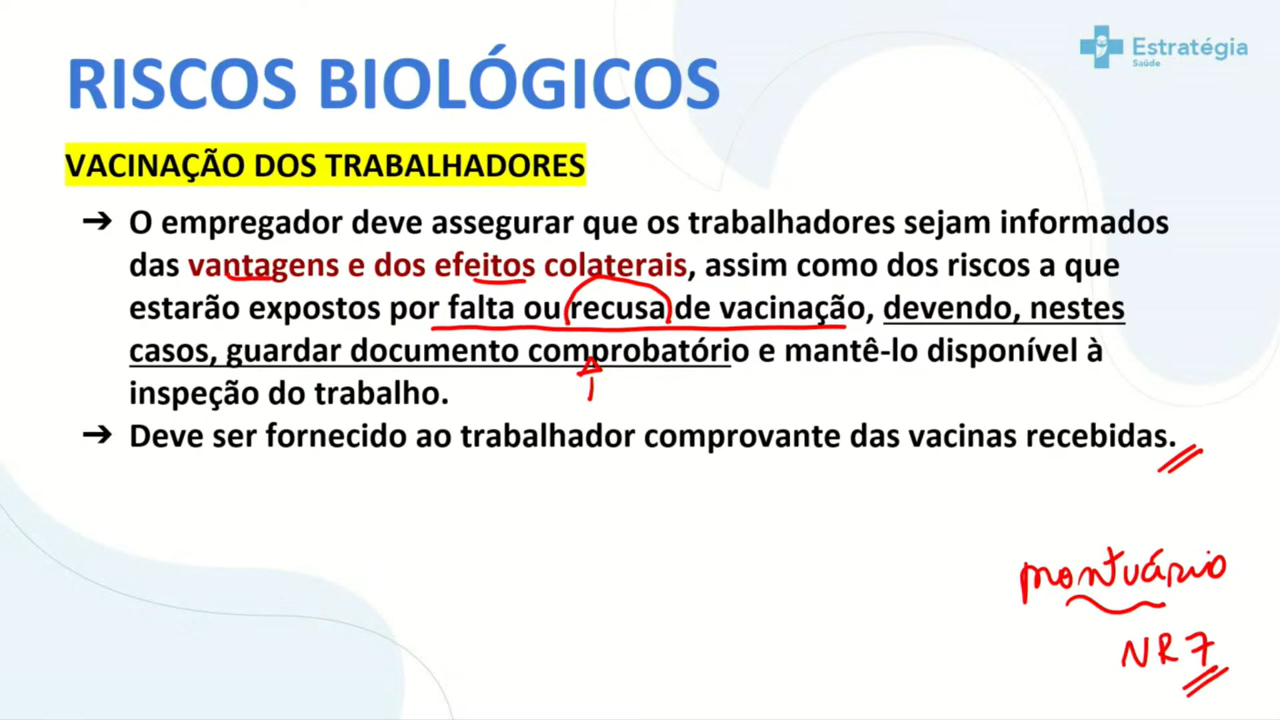 Estratégia
Saúde
RISCOS BIOLÓGICOS
VACINAÇÃO DOS TRABALHADORES
➔ O empregador deve assegurar que os trabalhadores sejam informados
das vantagens e dos efeitos colaterais, assim como dos riscos a que
estarão expostos por falta ou recusa de vacinação, devendo, nestes
casos, guardar documento comprobatório e mantê-lo disponível à
inspeção do trabalho.
➔ Deve ser fornecido ao trabalhador comprovante das vacinas recebidas.
prontuário
NR7